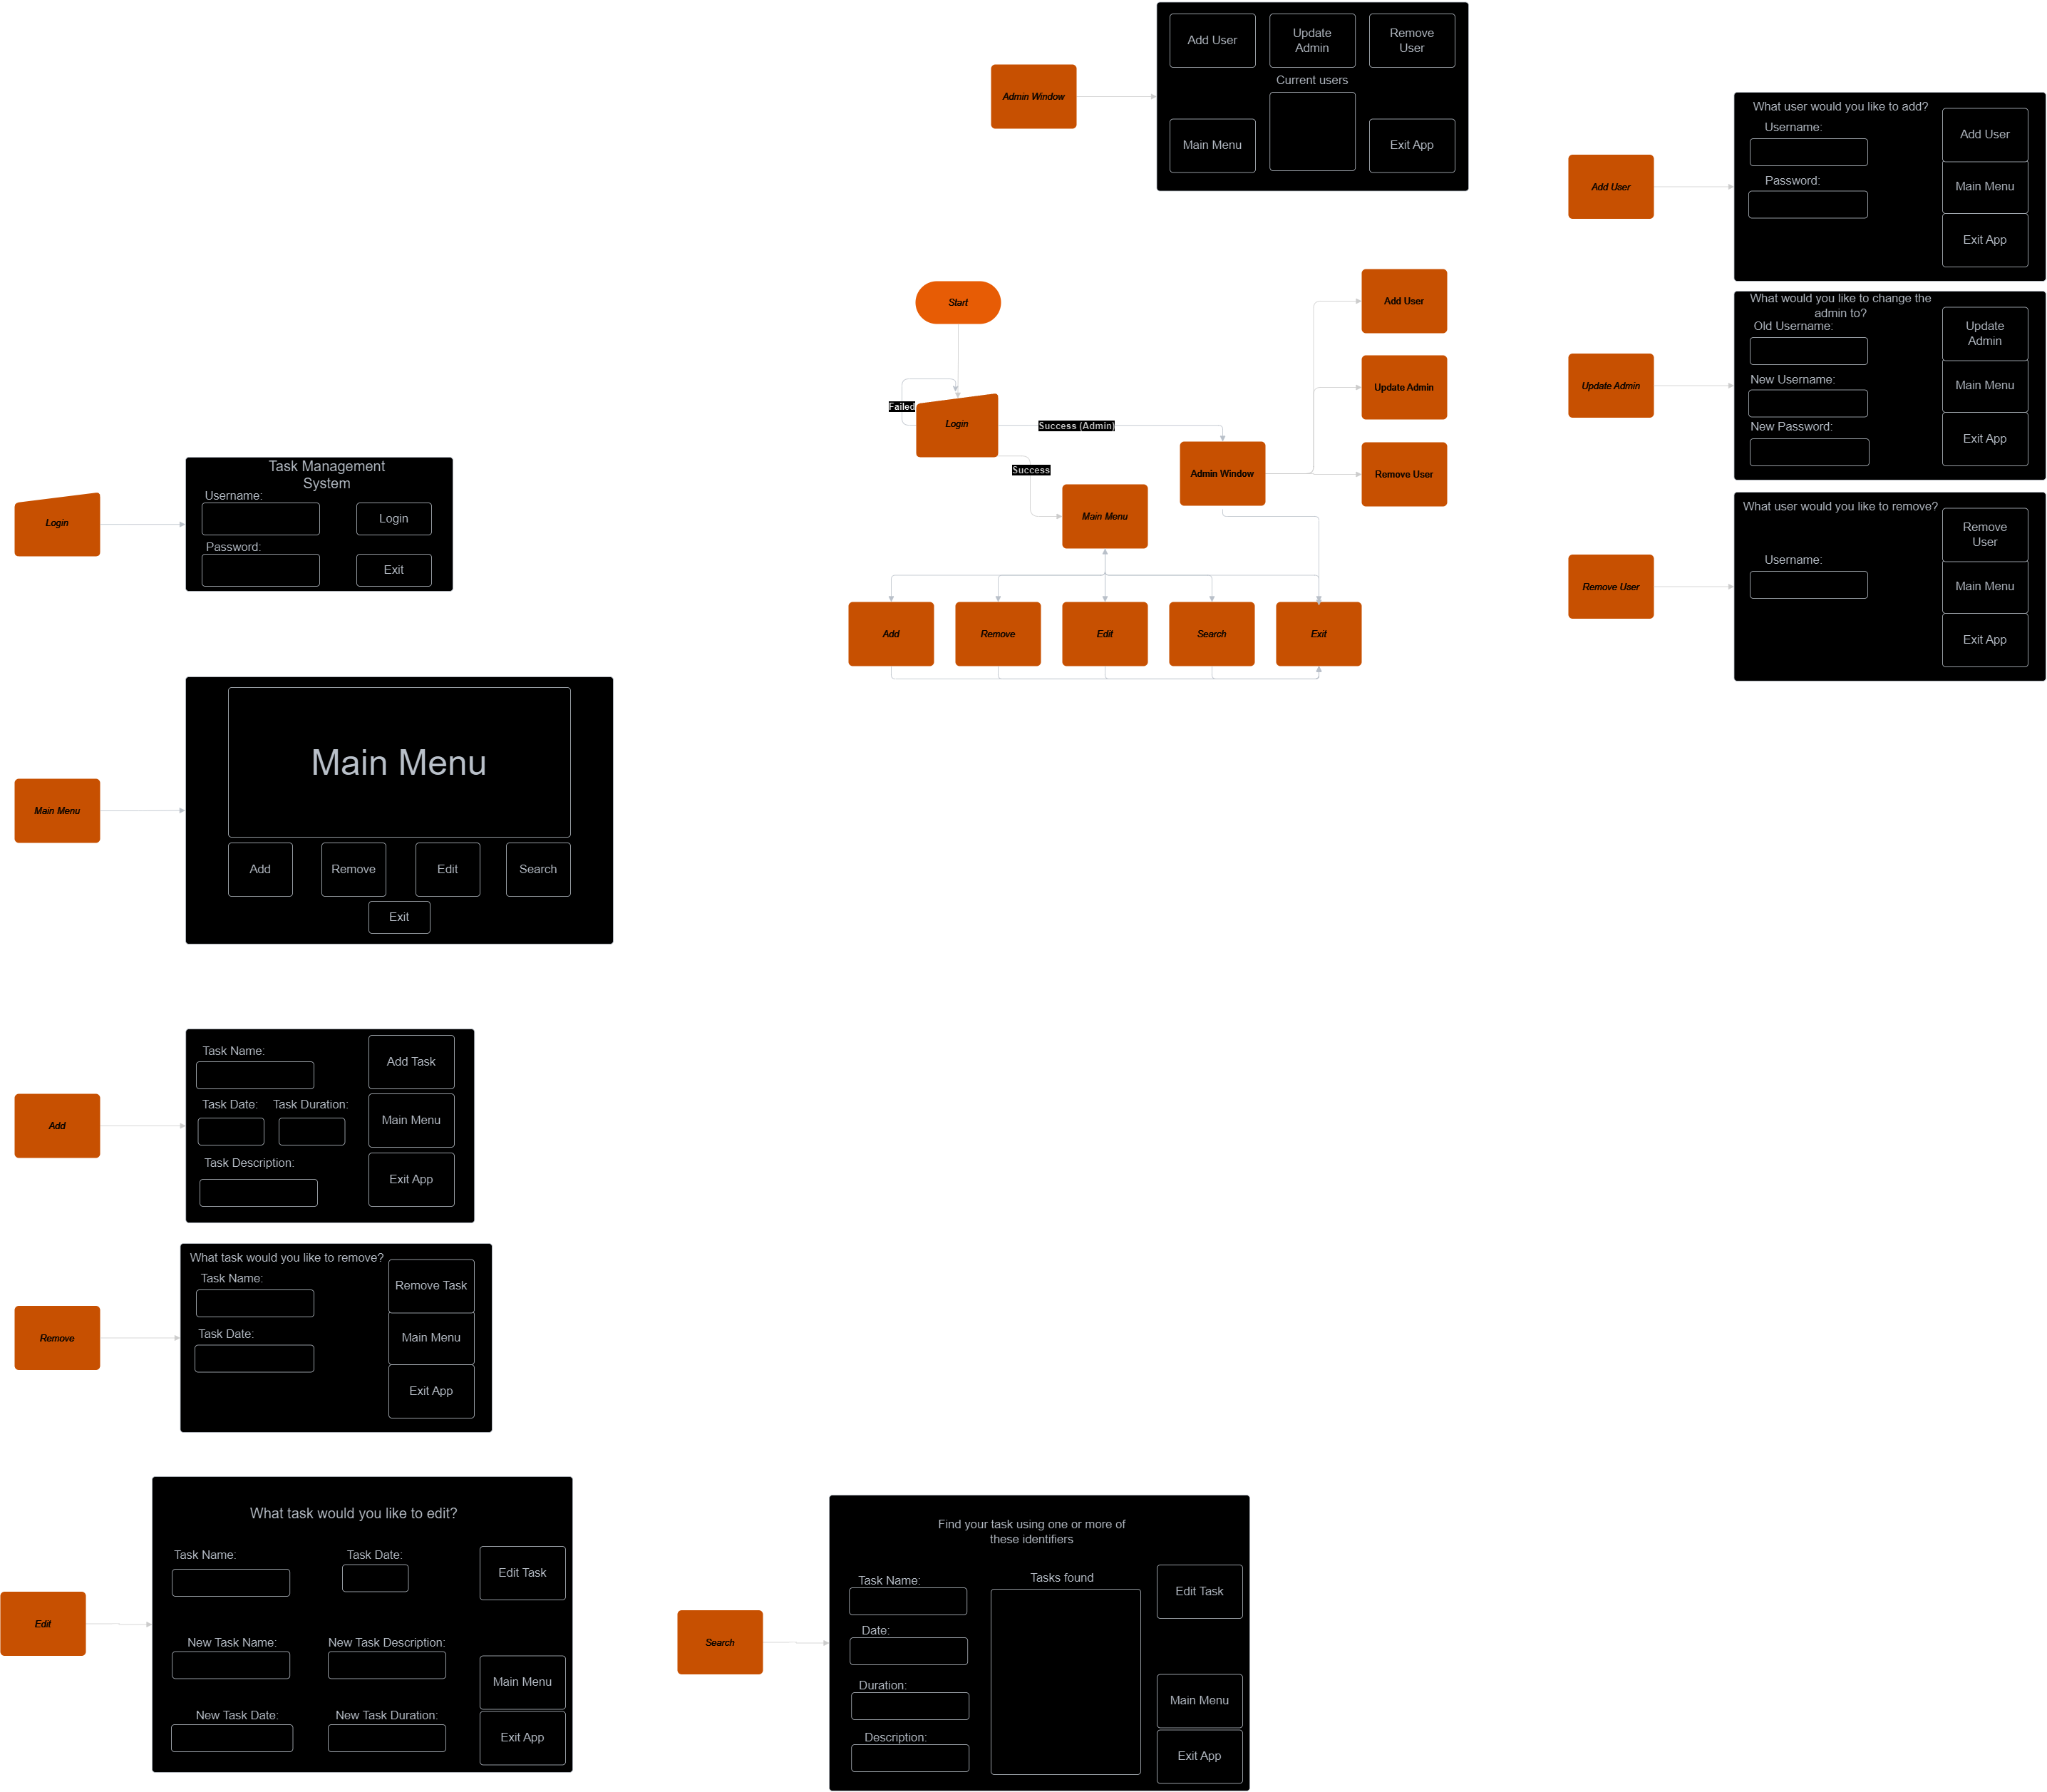 Add User
Update
Admin
Remove
User
Current users
Main Menu
Exit App
Admin Window
What user would you like to add?
Username:
Password:
Add User
Main Menu
Exit App
Add User
Start
Failed
Login
Success (Admin)
Success
Admin Window
Add User
Update Admin
Remove User
Main Menu
Add
Remove
Edit
Search
Exit
What would you like to change the
admin to?
Old Username:
New Username:
New Password:
Update
Admin
Main Menu
Exit App
Update Admin
What user would you like to remove?
Username:
Remove
User
Main Menu
Exit App
Remove User
Login
Task Management
System
Username:
Password:
Login
Exit
Main Menu
Main Menu
Add
Remove
Edit
Search
Exit
Add
Task Name:
Task Date:
Task Duration:
Task Description:
Add Task
Main Menu
Exit App
Remove
What task would you like to remove?
Task Name:
Task Date:
Remove Task
Main Menu
Exit App
Edit
What task would you like to edit?
Task Name:
Task Date:
New Task Name:
New Task Description:
New Task Date:
New Task Duration:
Edit Task
Main Menu
Exit App
Search
Find your task using one or more of
these identifiers
Task Name:
Date:
Duration:
Description:
Tasks found
Edit Task
Main Menu
Exit App